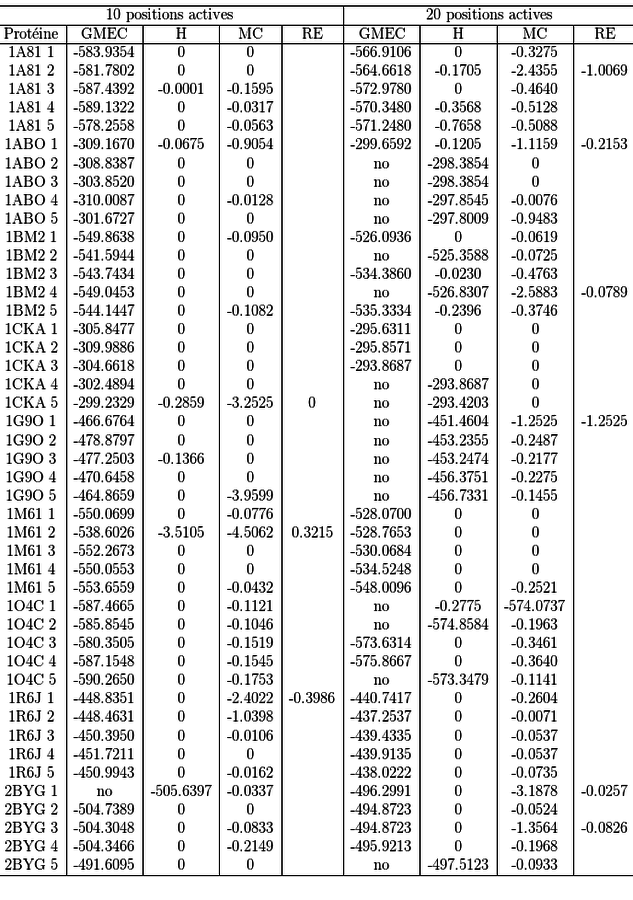 10 positions actives 20 positions actives
Protéine GMEC H MC RE GMEC H MC RE
1A81 1 -583.9354 0 0 -566.9106 0 -0.3275
1A81 2 -581.7802 0 0 -564.6618 -0.1705 -2.4355 -1.0069
1A81 3 -587.4392 -0.0001 -0.1595 -572.9780 0 -0.4640
1A81 4 -589.1322 0 -0.0317 -570.3480 -0.3568 -0.5128
1A81 5 -578.2558 0 -0.0563 -571.2480 -0.7658 -0.5088
1ABO 1 -309.1670 -0.0675 -0.9054 -299.6592 -0.1205 -1.1159 -0.2153
1ABO 2 -308.8387 0 0 no -298.3854 0
1ABO 3 -303.8520 0 0 no -298.3854 0
1ABO 4 -310.0087 0 -0.0128 no -297.8545 -0.0076
1ABO 5 -301.6727 0 0 no -297.8009 -0.9483
1BM2 1 -549.8638 0 -0.0950 -526.0936 0 -0.0619
1BM2 2 -541.5944 0 0 no -525.3588 -0.0725
1BM2 3 -543.7434 0 0 -534.3860 -0.0230 -0.4763
1BM2 4 -549.0453 0 0 no -526.8307 -2.5883 -0.0789
1BM2 5 -544.1447 0 -0.1082 -535.3334 -0.2396 -0.3746
1CKA 1 -305.8477 0 0 -295.6311 0 0
1CKA 2 -309.9886 0 0 -295.8571 0 0
1CKA 3 -304.6618 0 0 -293.8687 0 0
1CKA 4 -302.4894 0 0 no -293.8687 0
1CKA 5 -299.2329 -0.2859 -3.2525 0 no -293.4203 0
1G9O 1 -466.6764 0 0 no -451.4604 -1.2525 -1.2525
1G9O 2 -478.8797 0 0 no -453.2355 -0.2487
1G9O 3 -477.2503 -0.1366 0 no -453.2474 -0.2177
1G9O 4 -470.6458 0 0 no -456.3751 -0.2275
1G9O 5 -464.8659 0 -3.9599 no -456.7331 -0.1455
1M61 1 -550.0699 0 -0.0776 -528.0700 0 0
1M61 2 -538.6026 -3.5105 -4.5062 0.3215 -528.7653 0 0
1M61 3 -552.2673 0 0 -530.0684 0 0
1M61 4 -550.0553 0 0 -534.5248 0 0
1M61 5 -553.6559 0 -0.0432 -548.0096 0 -0.2521
1O4C 1 -587.4665 0 -0.1121 no -0.2775 -574.0737
1O4C 2 -585.8545 0 -0.1046 no -574.8584 -0.1963
1O4C 3 -580.3505 0 -0.1519 -573.6314 0 -0.3461
1O4C 4 -587.1548 0 -0.1545 -575.8667 0 -0.3640
1O4C 5 -590.2650 0 -0.1753 no -573.3479 -0.1141
1R6J 1 -448.8351 0 -2.4022 -0.3986 -440.7417 0 -0.2604
1R6J 2 -448.4631 0 -1.0398 -437.2537 0 -0.0071
1R6J 3 -450.3950 0 -0.0106 -439.4335 0 -0.0537
1R6J 4 -451.7211 0 0 -439.9135 0 -0.0537
1R6J 5 -450.9943 0 -0.0162 -438.0222 0 -0.0735
2BYG 1 no -505.6397 -0.0337 -496.2991 0 -3.1878 -0.0257
2BYG 2 -504.7389 0 0 -494.8723 0 -0.0524
2BYG 3 -504.3048 0 -0.0833 -494.8723 0 -1.3564 -0.0826
2BYG 4 -504.3466 0 -0.2149 -495.9213 0 -0.1968
2BYG 5 -491.6095 0 0 no -497.5123 -0.0933